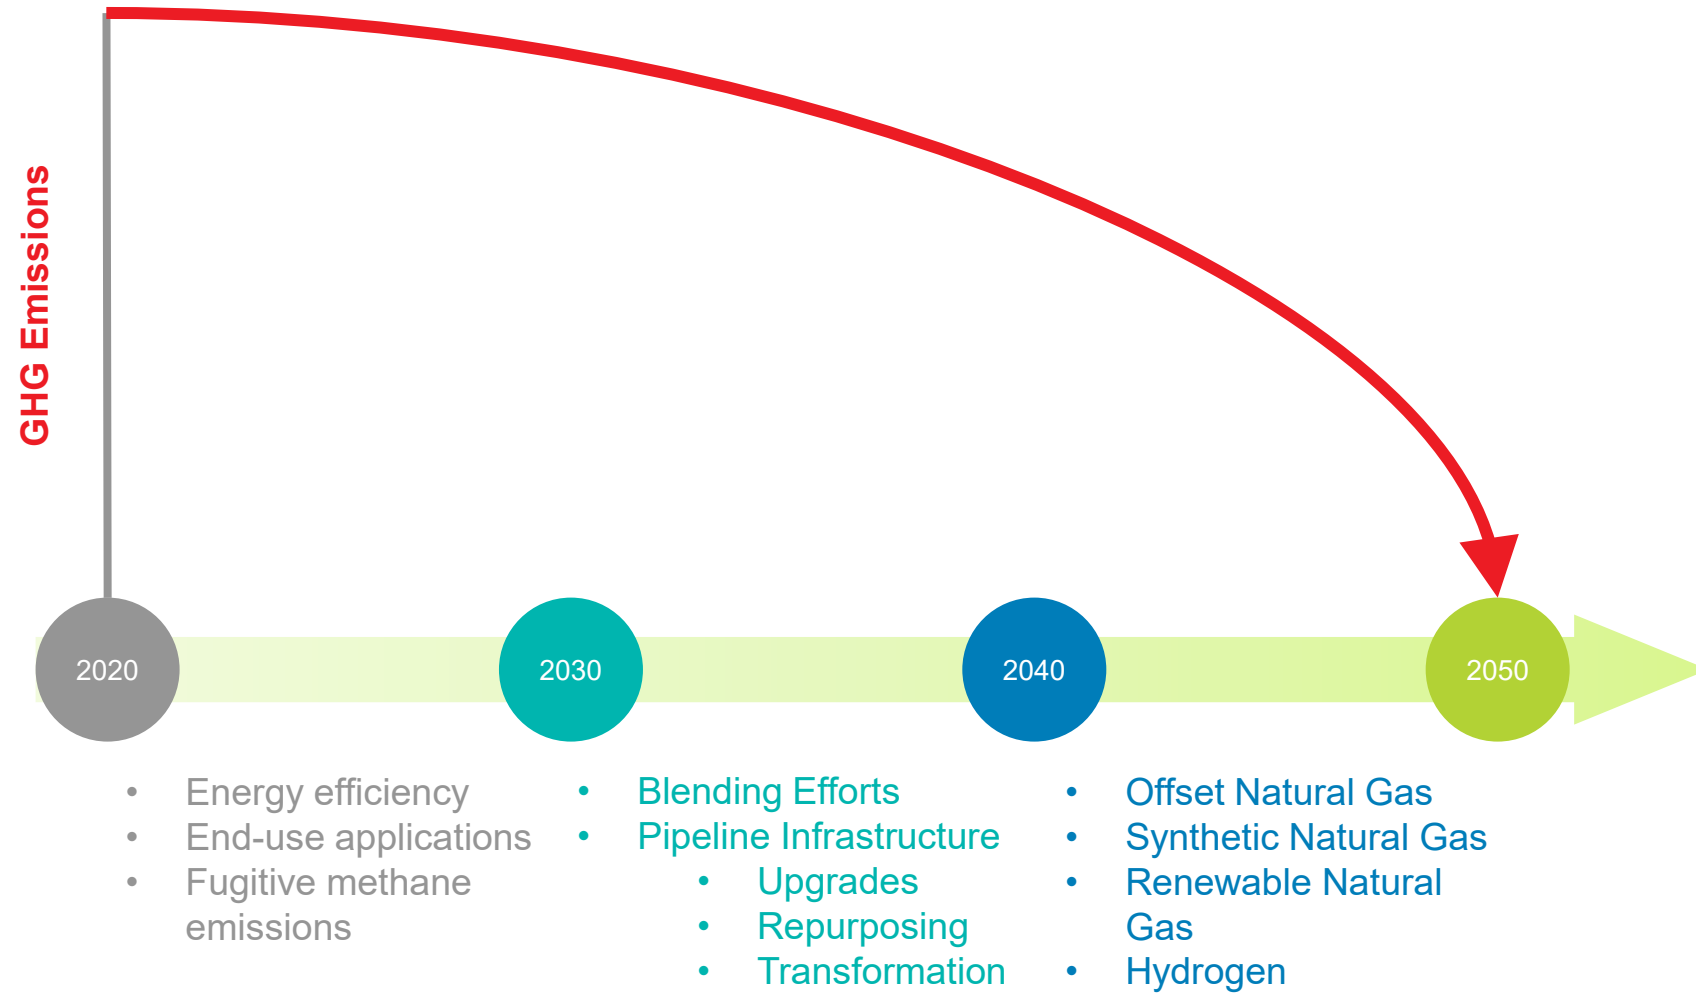 GHG Emissions
2020
2030
2040
2050
• Energy efficiency
• End-use applications
• Fugitive methane
emissions
• Blending Efforts
• Pipeline Infrastructure
• Upgrades
• Repurposing
• Transformation
• Offset Natural Gas
• Synthetic Natural Gas
• Renewable Natural
Gas
• Hydrogen